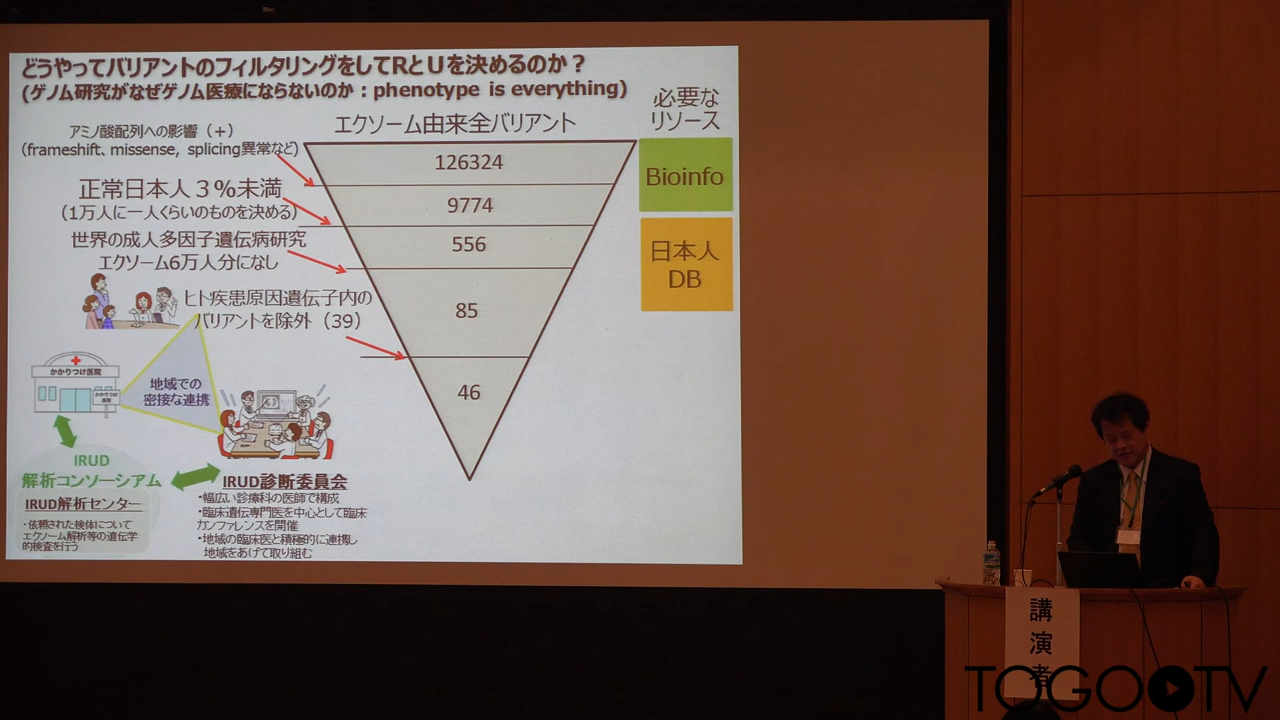 どうやってバリアントのフィルタリングをしてRとUを決めるのか？
(ゲノム研究がなぜゲノム医療にならないのか：phenotype is everything)
アミノ酸配列への影響（+）
（frameshift、missense, splicing異常など）
正常日本人３%未満
（1万人に一人くらいのものを決める）
世界の成人多因子遺伝病研究
エクソーム6万人分になし
ヒト疾患原因遺伝子内の
バリアントを除外（39）
エクソーム由来全バリアント
126324
9774
556
85
46
必要な
リソース
Bioinfo
日本人
DB
かかりつけ医院
かかりつけ
医院
地域での
密接な連携
IRUD
解析コンソーシアム
IRUD解析センター
・依頼された検体について
エクソーム解析等の遺伝学
的検査を行う
IRUD診断委員会
・幅広い診療科の医師で構成
・臨床遺伝専門医を中心として臨床
カンファレンスを開催
・地域の臨床医と積極的に連携し
地域をあげて取り組む
講演者
TOGOTV